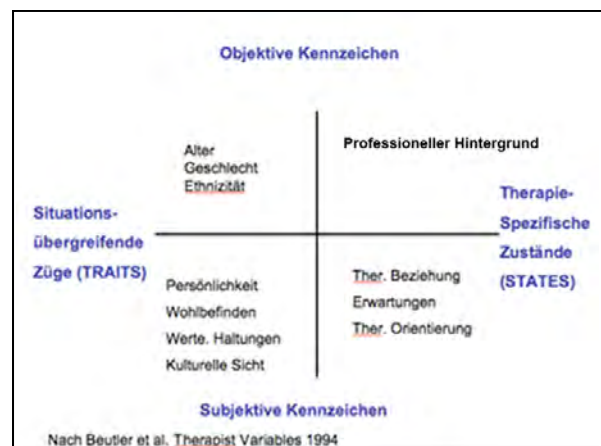 Objektive Kennzeichen
Alter
Geschlecht
Ethnizität
Professioneller Hintergrund
Situations-
übergreifende
Züge (TRAITS)
Therapie-
Spezifische
Zustände
(STATES)
Persönlichkeit
Wohlbefinden
Werte. Haltungen
Kulturelle Sicht
Ther. Beziehung
Erwartungen
Ther. Orientierung
Subjektive Kennzeichen
Nach Beutler et al. Therapist Variables 1994